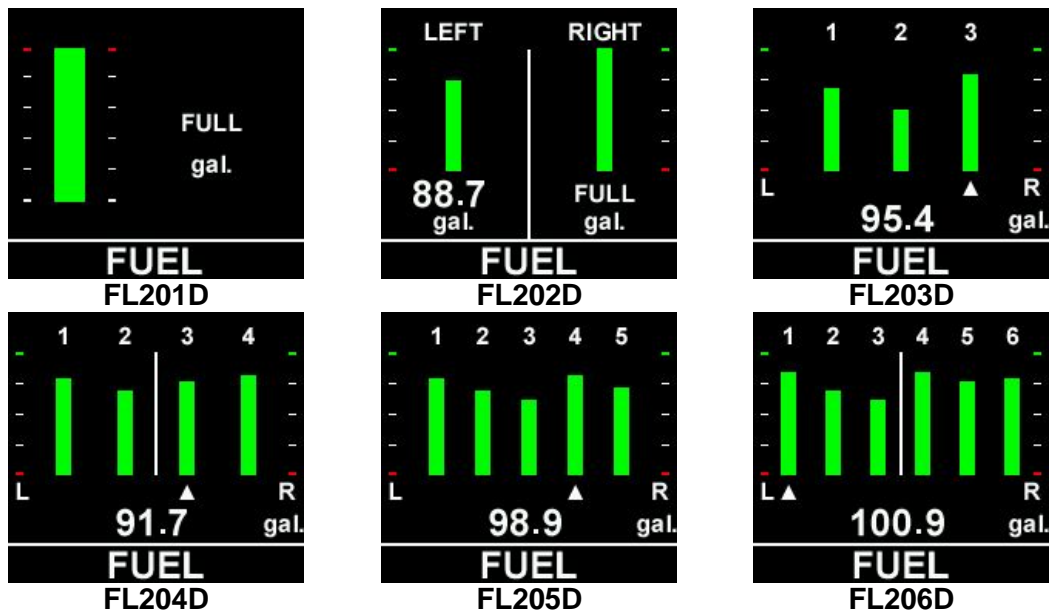 FULL
gal.
FUEL
FL201D
LEFT RIGHT
88.7 FULL
gal. gal.
FUEL
FL202D
1 2 3
L ▲ R
95.4 gal.
FUEL
FL203D
1 2 3 4
L ▲ R
91.7 gal.
FUEL
FL204D
1 2 3 4 5
L ▲ R
98.9 gal.
FUEL
FL205D
1 2 3 4 5 6
L ▲ R
100.9 gal.
FUEL
FL206D